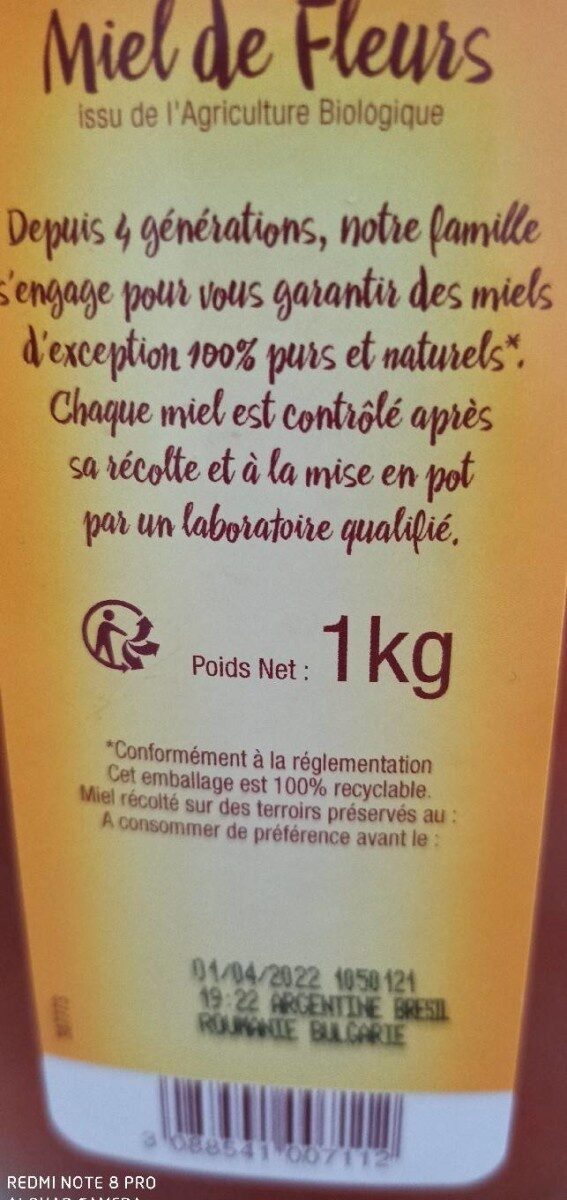 Miel de Fleurs
issu de l'Agriculture Biologique
Depuis 4 générations, notre famille
s'engage pour vous garantir des miels
d'exception 100% purs et naturels*.
Chaque miel est contrôlé après
sa récolte et à la mise en pot
par un laboratoire qualifié.
Poids Net : 1kg
*Conformément à la réglementation
Cet emballage est 100% recyclable.
Miel récolté sur des terroirs préservés au :
A consommer de préférence avant le :
01/04/2022 1050121
19:22 ARGENTINE BRESIL
ROUMANIE BULGARIE
3 088541 007112
REDMI NOTE 8 PRO